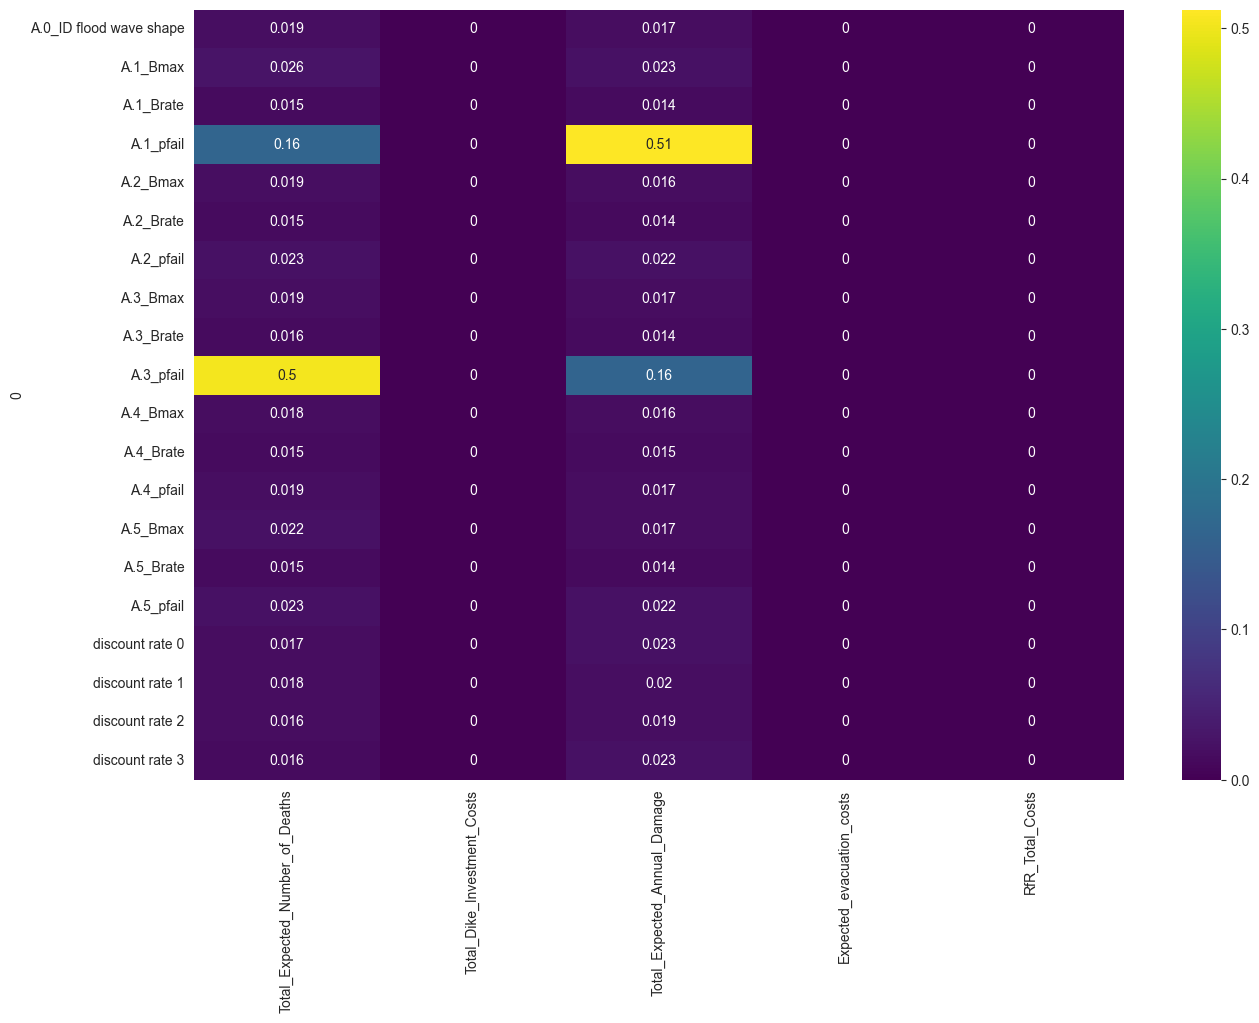 A.0_ID flood wave shape 0.019 0 0.017 0 0
A.1_Bmax 0.026 0 0.023 0 0
A.1_Brate 0.015 0 0.014 0 0
A.1_pfail 0.16 0 0.51 0 0
A.2_Bmax 0.019 0 0.016 0 0
A.2_Brate 0.015 0 0.014 0 0
A.2_pfail 0.023 0 0.022 0 0
A.3_Bmax 0.019 0 0.017 0 0
A.3_Brate 0.016 0 0.014 0 0
A.3_pfail 0.5 0 0.16 0 0
A.4_Bmax 0.018 0 0.016 0 0
A.4_Brate 0.015 0 0.015 0 0
A.4_pfail 0.019 0 0.017 0 0
A.5_Bmax 0.022 0 0.017 0 0
A.5_Brate 0.015 0 0.014 0 0
A.5_pfail 0.023 0 0.022 0 0
discount rate 0 0.017 0 0.023 0 0
discount rate 1 0.018 0 0.02 0 0
discount rate 2 0.016 0 0.019 0 0
discount rate 3 0.016 0 0.023 0 0
0
Total_Expected_Number_of_Deaths
Total_Dike_Investment_Costs
Total_Expected_Annual_Damage
Expected_evacuation_costs
RfR_Total_Costs
0.5
0.4
0.3
0.2
0.1
0.0